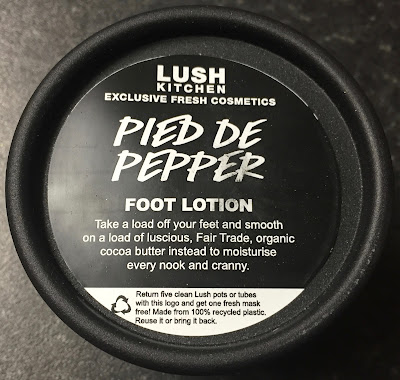 LUSH
KITCHEN
EXCLUSIVE FRESH COSMETICS
PIED DE
PEPPER
FOOT LOTION
Take a load off your feet and smooth
on a load of luscious, Fair Trade, organic
cocoa butter instead to moisturise
every nook and cranny.
Return five clean Lush pots or tubes
with this logo and get one fresh mask
free! Made from 100% recycled plastic.
Reuse it or bring it back.